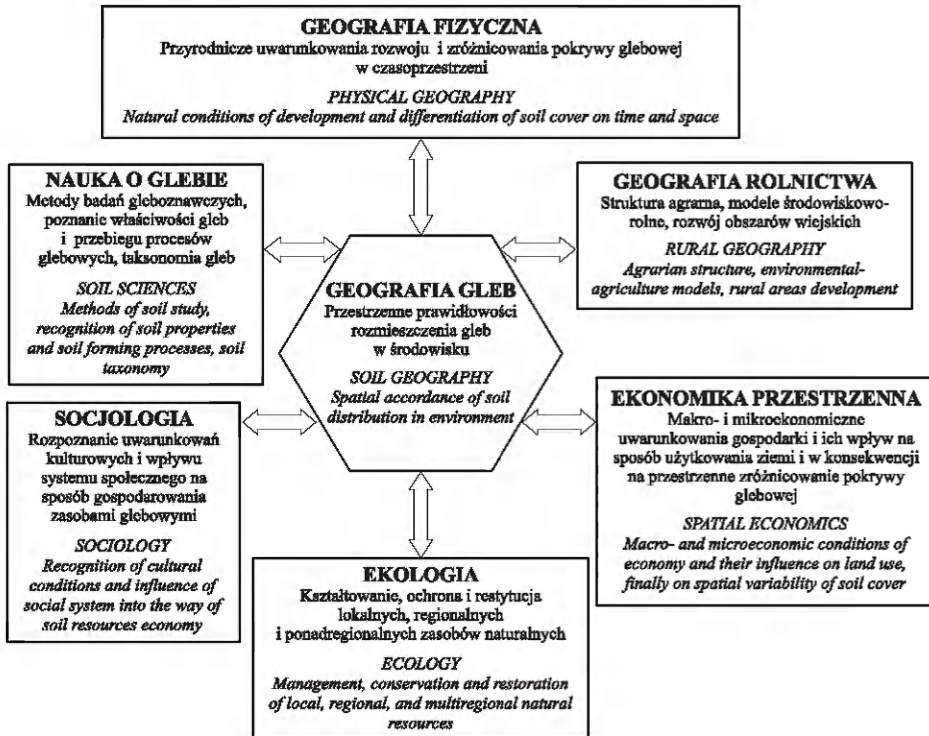 GEOGRAFIA FIZYCZNA
Przyrodnicze uwarunkowania rozwoju i zróżnicowania pokrywy glebowej
w czasoprzestrzeni
PHYSICAL GEOGRAPHY
Natural conditions of development and differentiation of soil cover on time and space
NAUKA O GLEBIE
Metody badań gleboznawczych,
poznanie właściwości gleb
i przebiegu procesów
glebowych, taksonomia gleb
SOIL SCIENCES
Methods of soil study,
recognition of soil properties
and soil forming processes, soil
taxonomy
GEOGRAFIA ROLNICTWA
Struktura agrarna, modele środowiskowo-
rolne, rozwój obszarów wiejskich
RURAL GEOGRAPHY
Agrarian structure, environmental-
agriculture models, rural areas development
GEOGRAFIA GLEB
Przestrzenne prawidłowości
rozmieszczenia gleb
w środowisku
SOIL GEOGRAPHY
Spatial accordance of soil
distribution in environment
SOCJOLOGIA
Rozpoznanie uwarunkowań
kulturowych i wpływu
systemu społecznego na
sposób gospodarowania
zasobami glebowymi
SOCIOLOGY
Recognition of cultural
conditions and influence of
social system into the way of
soil resources economy
EKONOMIKA PRZESTRZENNA
Makro- i mikroekonomiczne
uwarunkowania gospodarki i ich wpływ na
sposób użytkowania ziemi i w konsekwencji
na przestrzenne zróżnicowanie pokrywy
glebowej
SPATIAL ECONOMICS
Macro- and microeconomic conditions of
economy and their influence on land use,
finally on spatial variability of soil cover
EKOLOGIA
Kształtowanie, ochrona i restytucja
lokalnych, regionalnych
i ponadregionalnych zasobów naturalnych
ECOLOGY
Management, conservation and restoration
of local, regional, and multiregional natural
resources